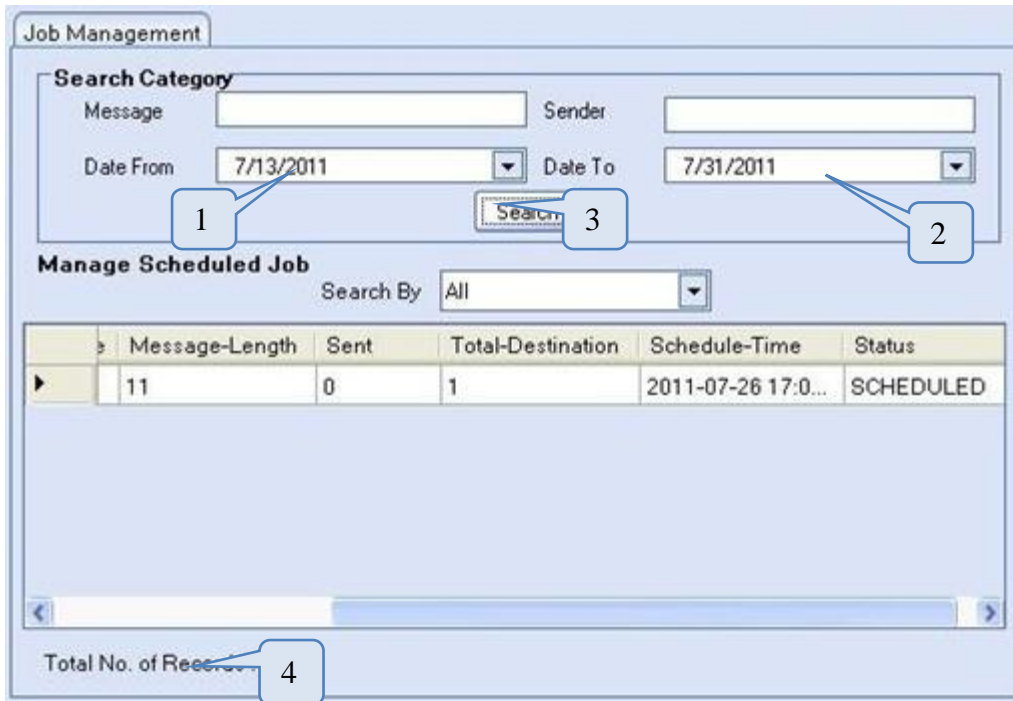 Job Management
Search Category
Message Sender
Date From 7/13/2011 Date To 7/31/2011
1 Search 3 2
Manage Scheduled Job
Search By All
e Message-Length Sent Total-Destination Schedule-Time Status
11 0 1 2011-07-26 17:0... SCHEDULED
Total No. of Records 4